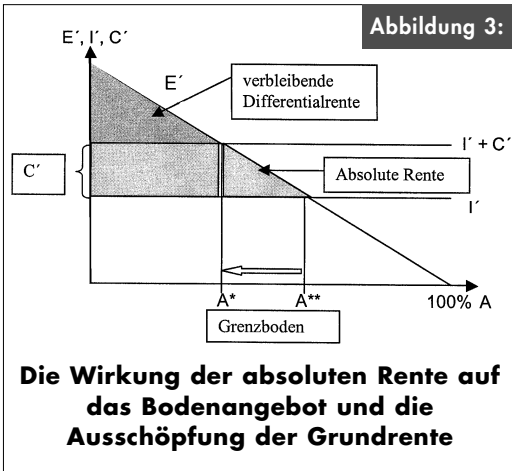 Abbildung 3:
E´, I´, C´
E´
verbleibende
Differentialrente
I´ + C´
C´
Absolute Rente
I´
A*
A**
100% A
Grenzboden
Die Wirkung der absoluten Rente auf
das Bodenangebot und die
Ausschöpfung der Grundrente